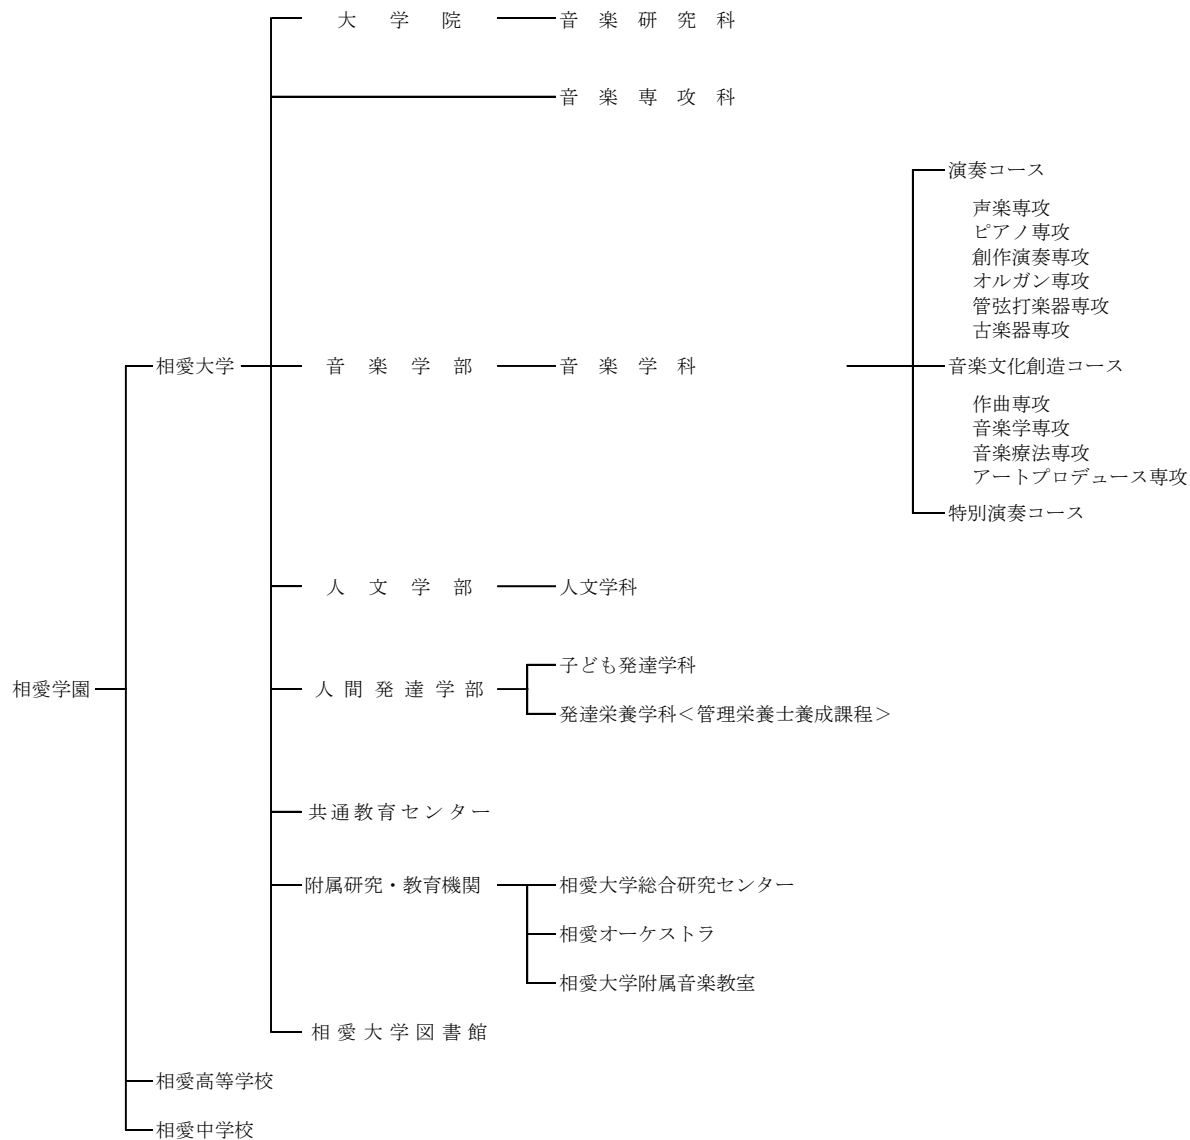 大学院 音楽研究科
音楽専攻科
演奏コース
声楽専攻
ピアノ専攻
創作演奏専攻
オルガン専攻
管弦打楽器専攻
古楽器専攻
相愛大学 音楽学部 音楽学科 音楽文化創造コース
作曲専攻
音楽学専攻
音楽療法専攻
アートプロデュース専攻
特別演奏コース
人文学部 人文学科
子ども発達学科
相愛学園 人間発達学部
発達栄養学科＜管理栄養士養成課程＞
共通教育センター
附属研究・教育機関 相愛大学総合研究センター
相愛オーケストラ
相愛大学附属音楽教室
相愛大学図書館
相愛高等学校
相愛中学校